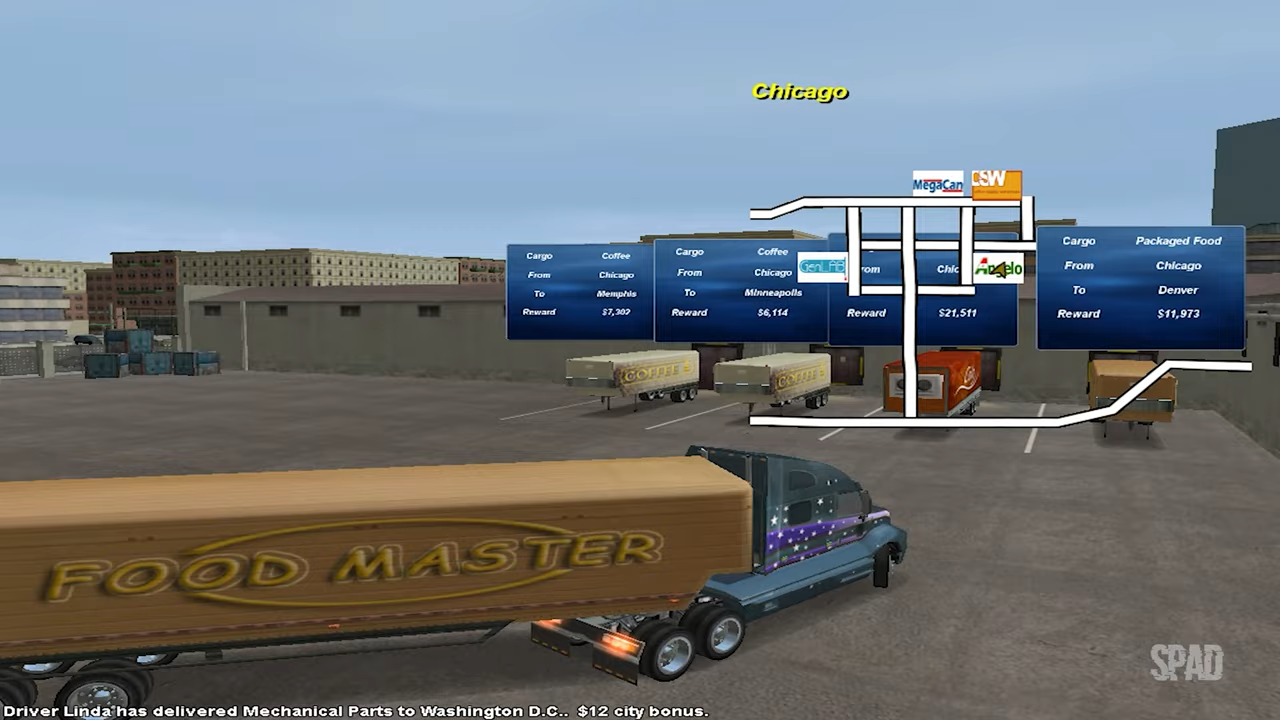 Chicago
MegaCan
CSW
Cargo Coffee
From Chicago
To Memphis
Reward $7,302
Cargo Coffee
From Chicago
To Minneapolis
Reward $6,114
GenLAB
Angelo
Reward $21,511
Cargo Packaged Food
From Chicago
To Denver
Reward $11,973
COFFEE
COFFEE
FOOD MASTER
SPAD
Driver Linda has delivered Mechanical Parts to Washington D.C.. $12 city bonus.